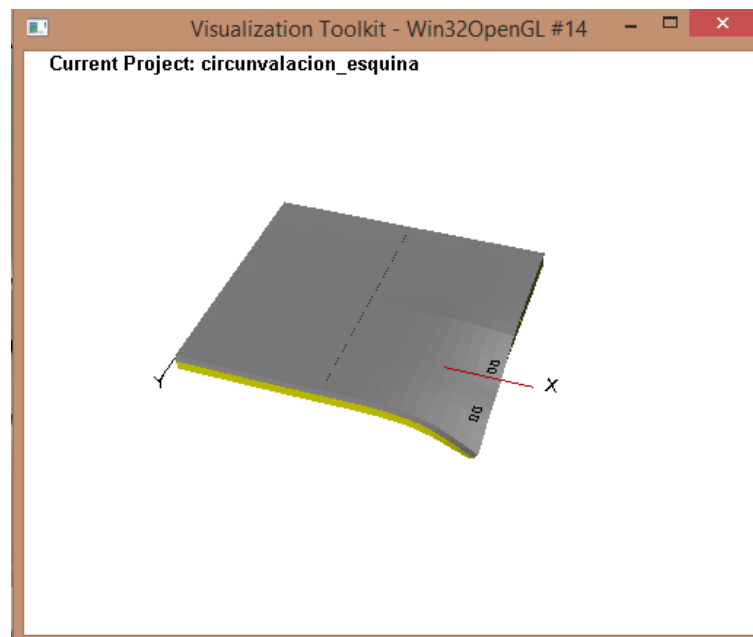 Visualization Toolkit - Win32OpenGL #14
Current Project: circunvalacion_esquina
Y
X